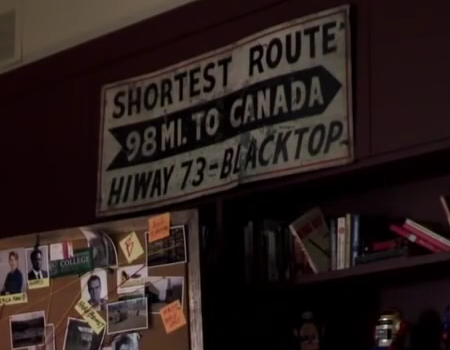 SHORTEST ROUTE
98 MI. TO CANADA
HIWAY 73-BLACKTOP
COLLEGE